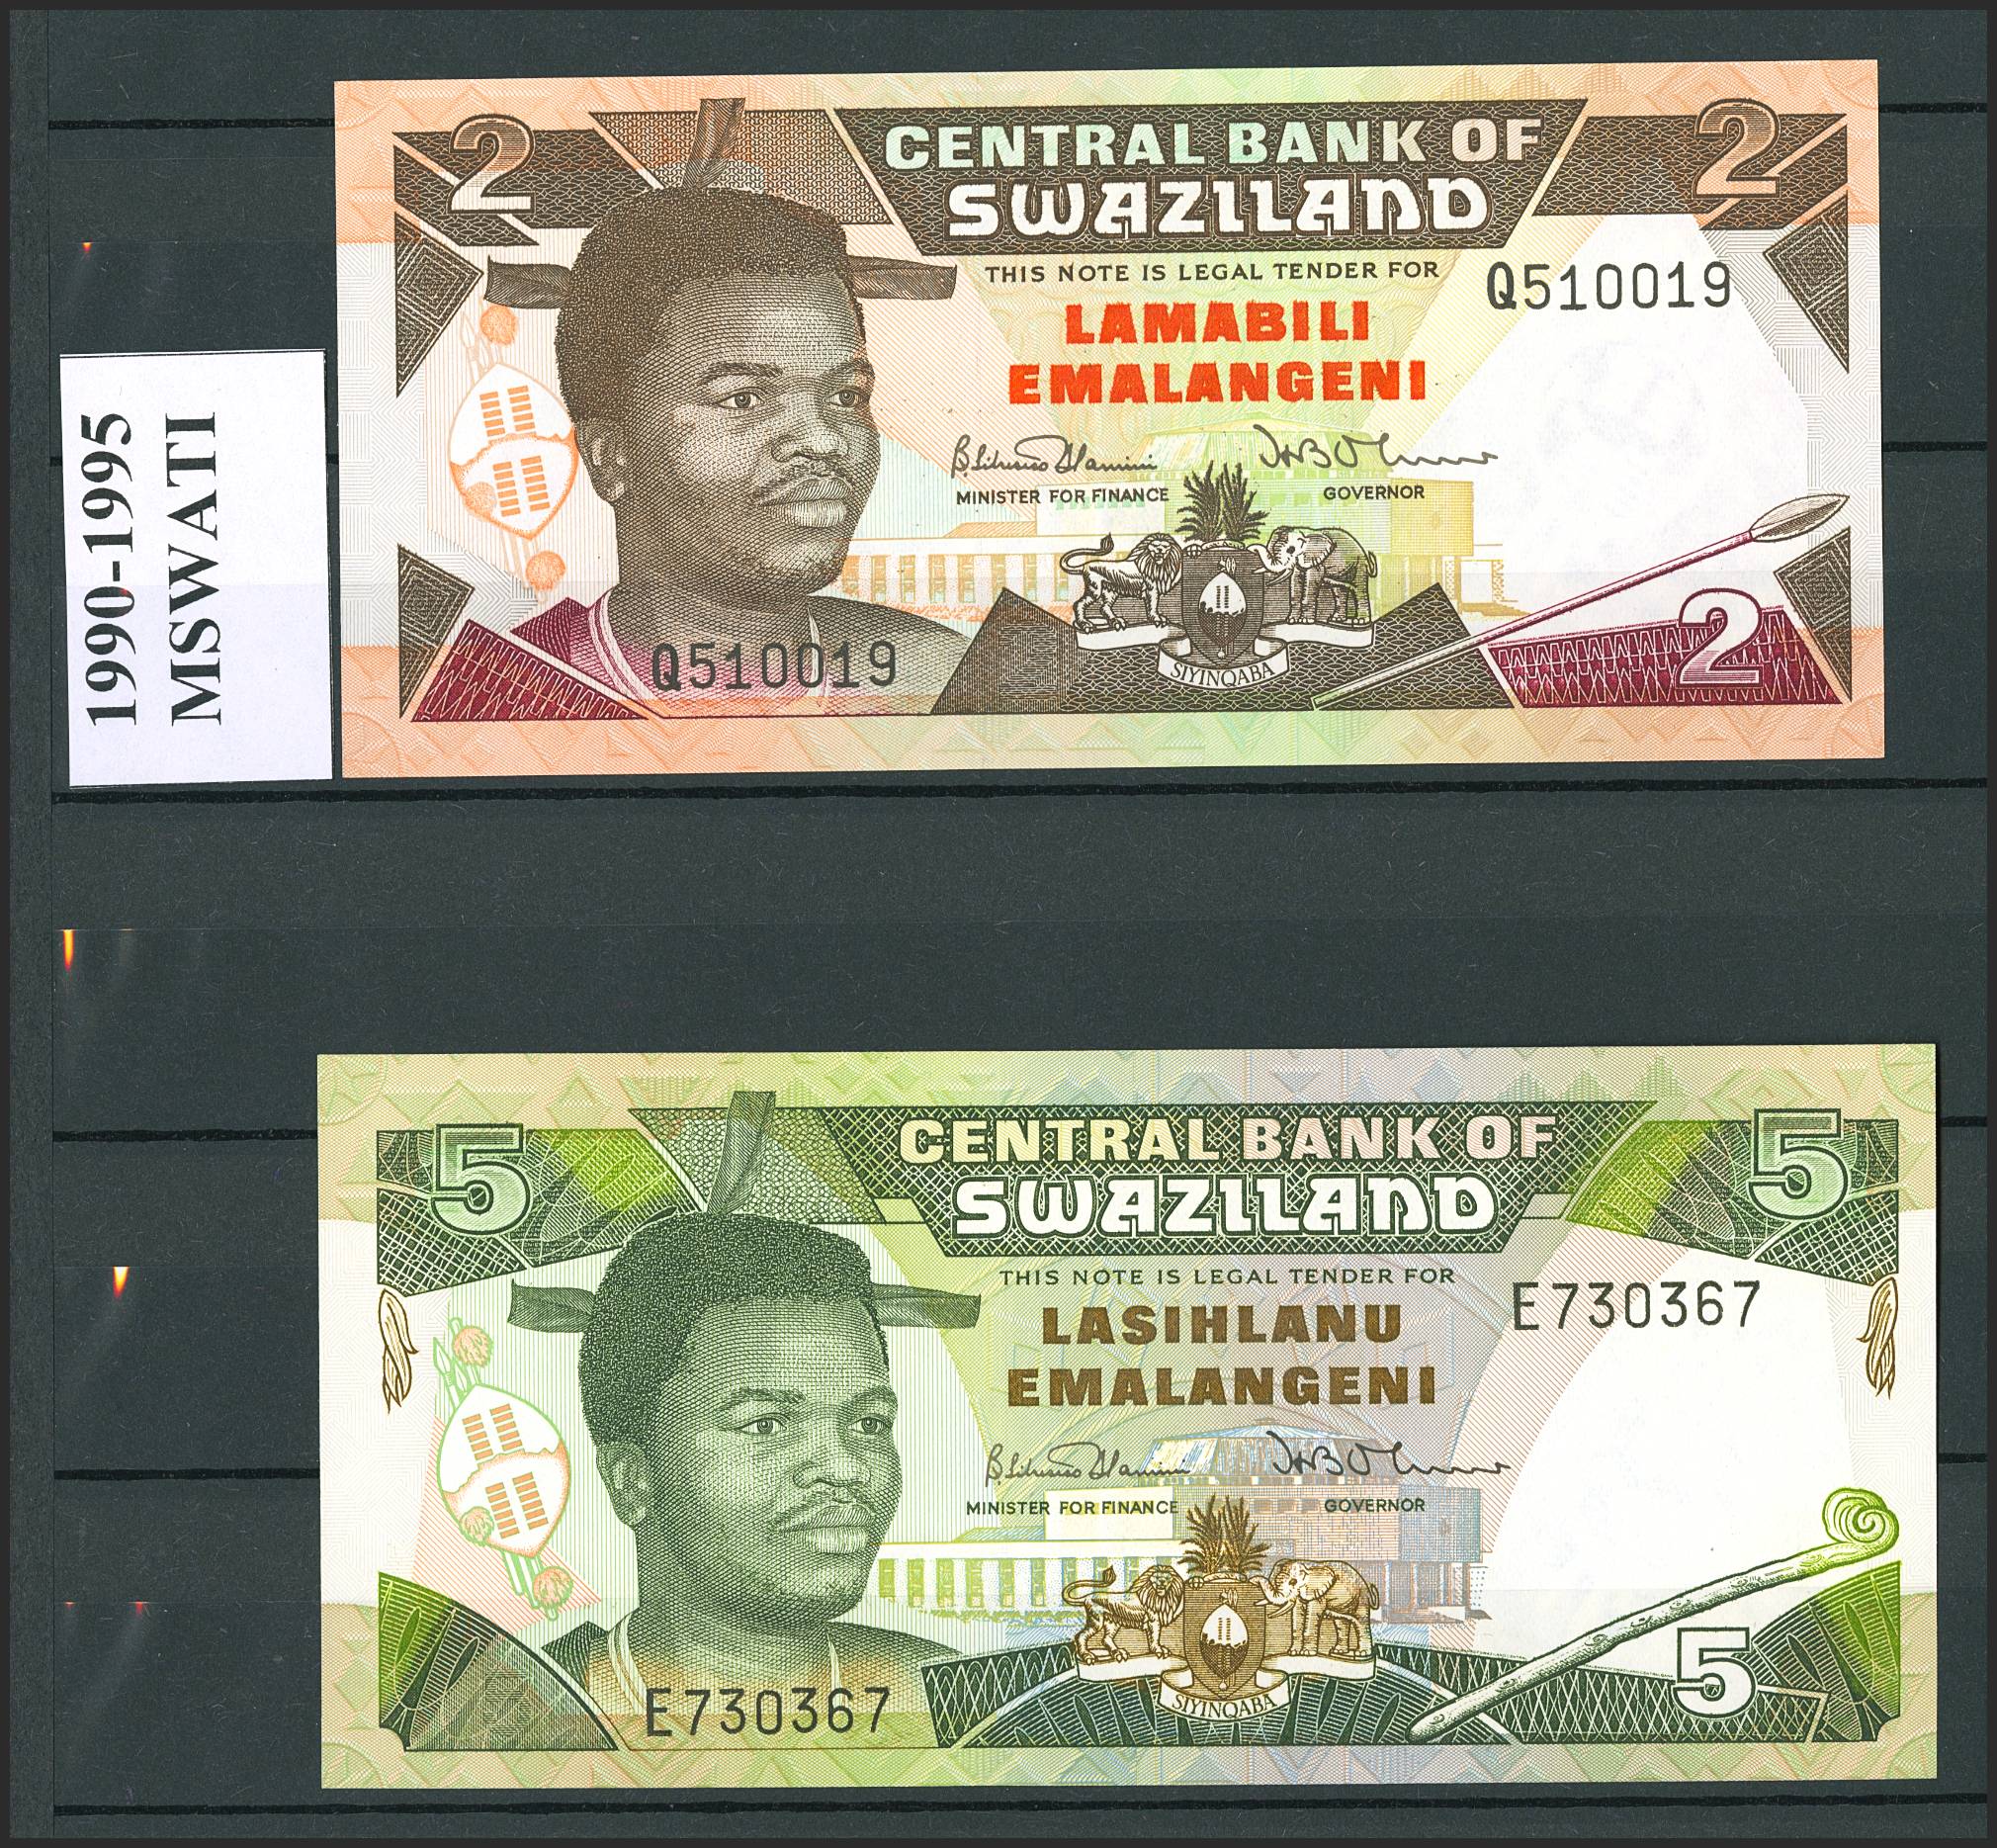 1990-1995
MSWATI
2
2
CENTRAL BANK OF
SWAZILAND
THIS NOTE IS LEGAL TENDER FOR
Q510019
LAMABILI
EMALANGENI
MINISTER FOR FINANCE
GOVERNOR
SIYINQABA
Q510019
2
5
5
CENTRAL BANK OF
SWAZILAND
THIS NOTE IS LEGAL TENDER FOR
E730367
LASIHLANU
EMALANGENI
MINISTER FOR FINANCE
GOVERNOR
SIYINQABA
E730367
5